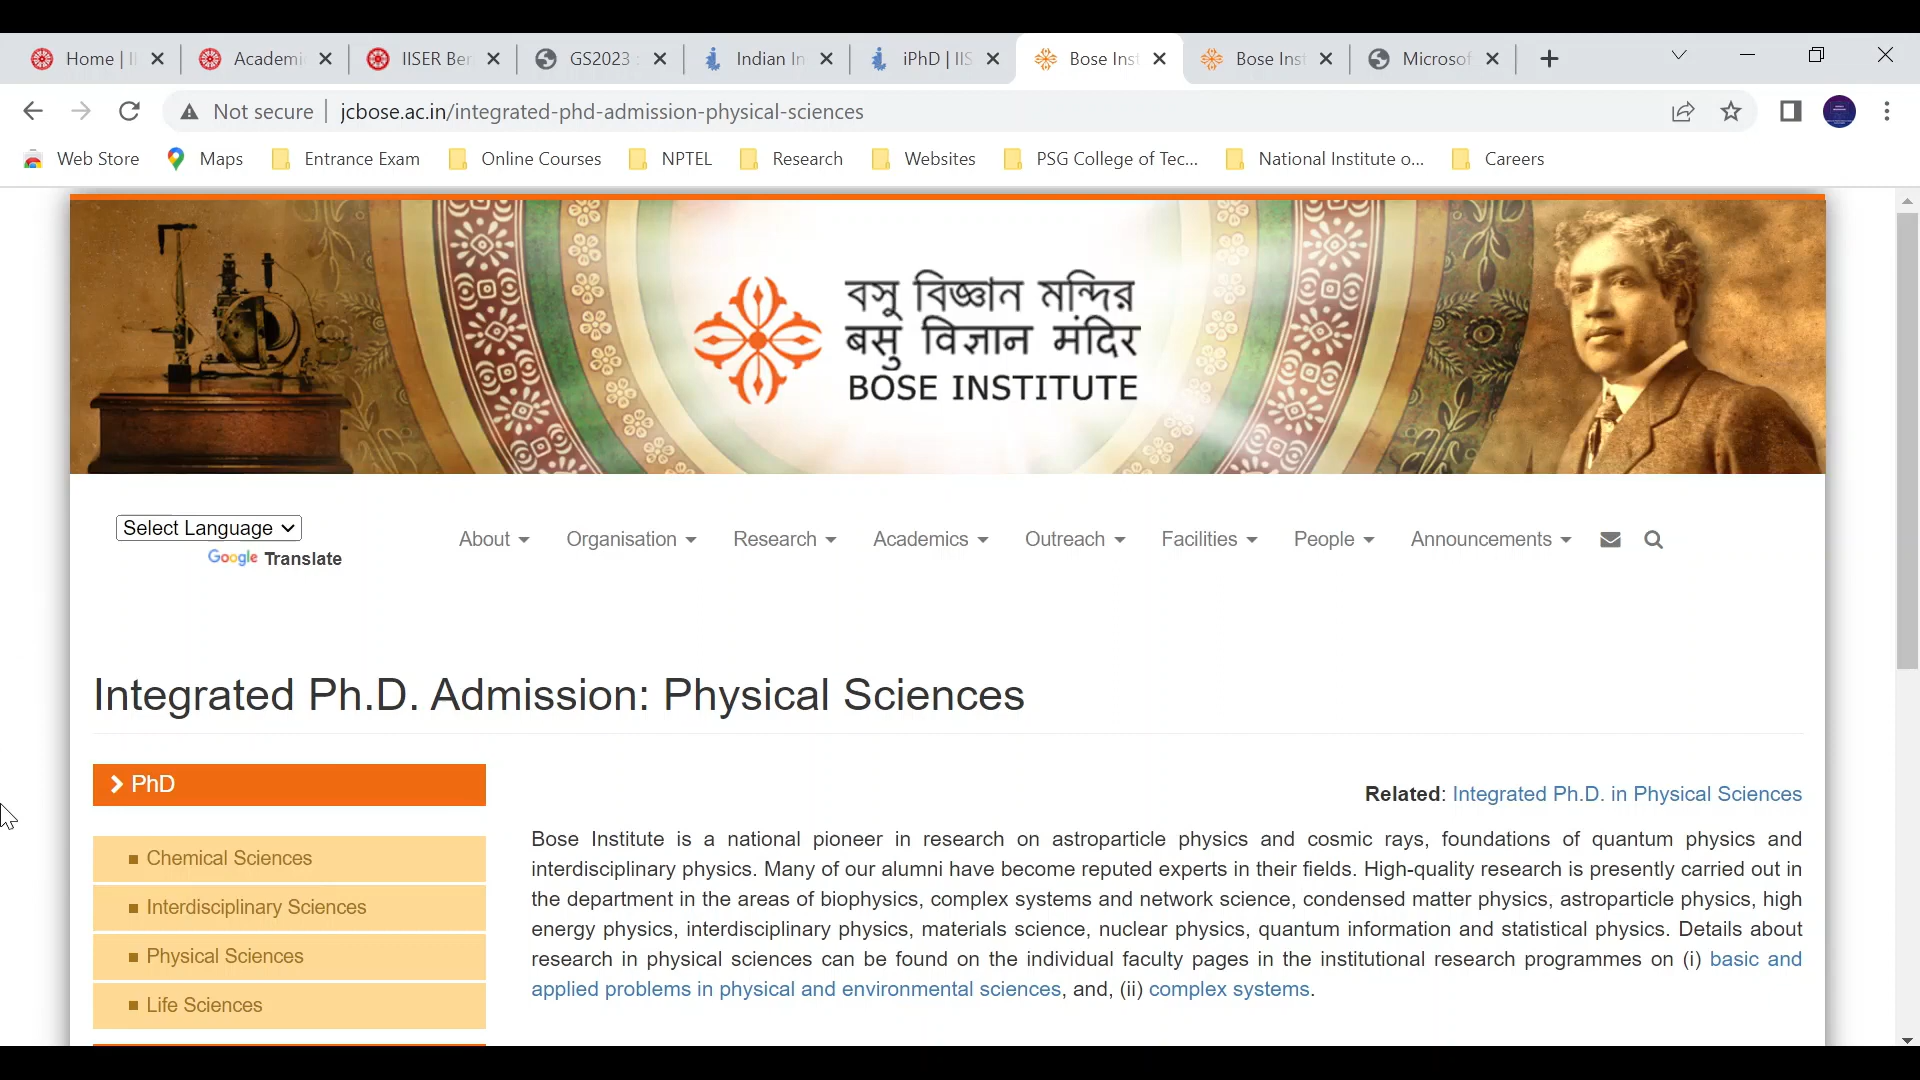 Home | I
Academi
IISER Ber
GS2023 :
Indian In
iPhD | IIS
Bose Inst
Bose Inst
Microsof
Not secure | jcbose.ac.in/integrated-phd-admission-physical-sciences
Web Store
Maps
Entrance Exam
Online Courses
NPTEL
Research
Websites
PSG College of Tec...
National Institute o...
Careers
বসু বিজ্ঞান মন্দির
बसु विज्ञान मंदिर
BOSE INSTITUTE
Select Language
Google Translate
About
Organisation
Research
Academics
Outreach
Facilities
People
Announcements
Integrated Ph.D. Admission: Physical Sciences
PhD
Chemical Sciences
Interdisciplinary Sciences
Physical Sciences
Life Sciences
Related: Integrated Ph.D. in Physical Sciences
Bose Institute is a national pioneer in research on astroparticle physics and cosmic rays, foundations of quantum physics and
interdisciplinary physics. Many of our alumni have become reputed experts in their fields. High-quality research is presently carried out in
the department in the areas of biophysics, complex systems and network science, condensed matter physics, astroparticle physics, high
energy physics, interdisciplinary physics, materials science, nuclear physics, quantum information and statistical physics. Details about
research in physical sciences can be found on the individual faculty pages in the institutional research programmes on (i) basic and
applied problems in physical and environmental sciences, and, (ii) complex systems.